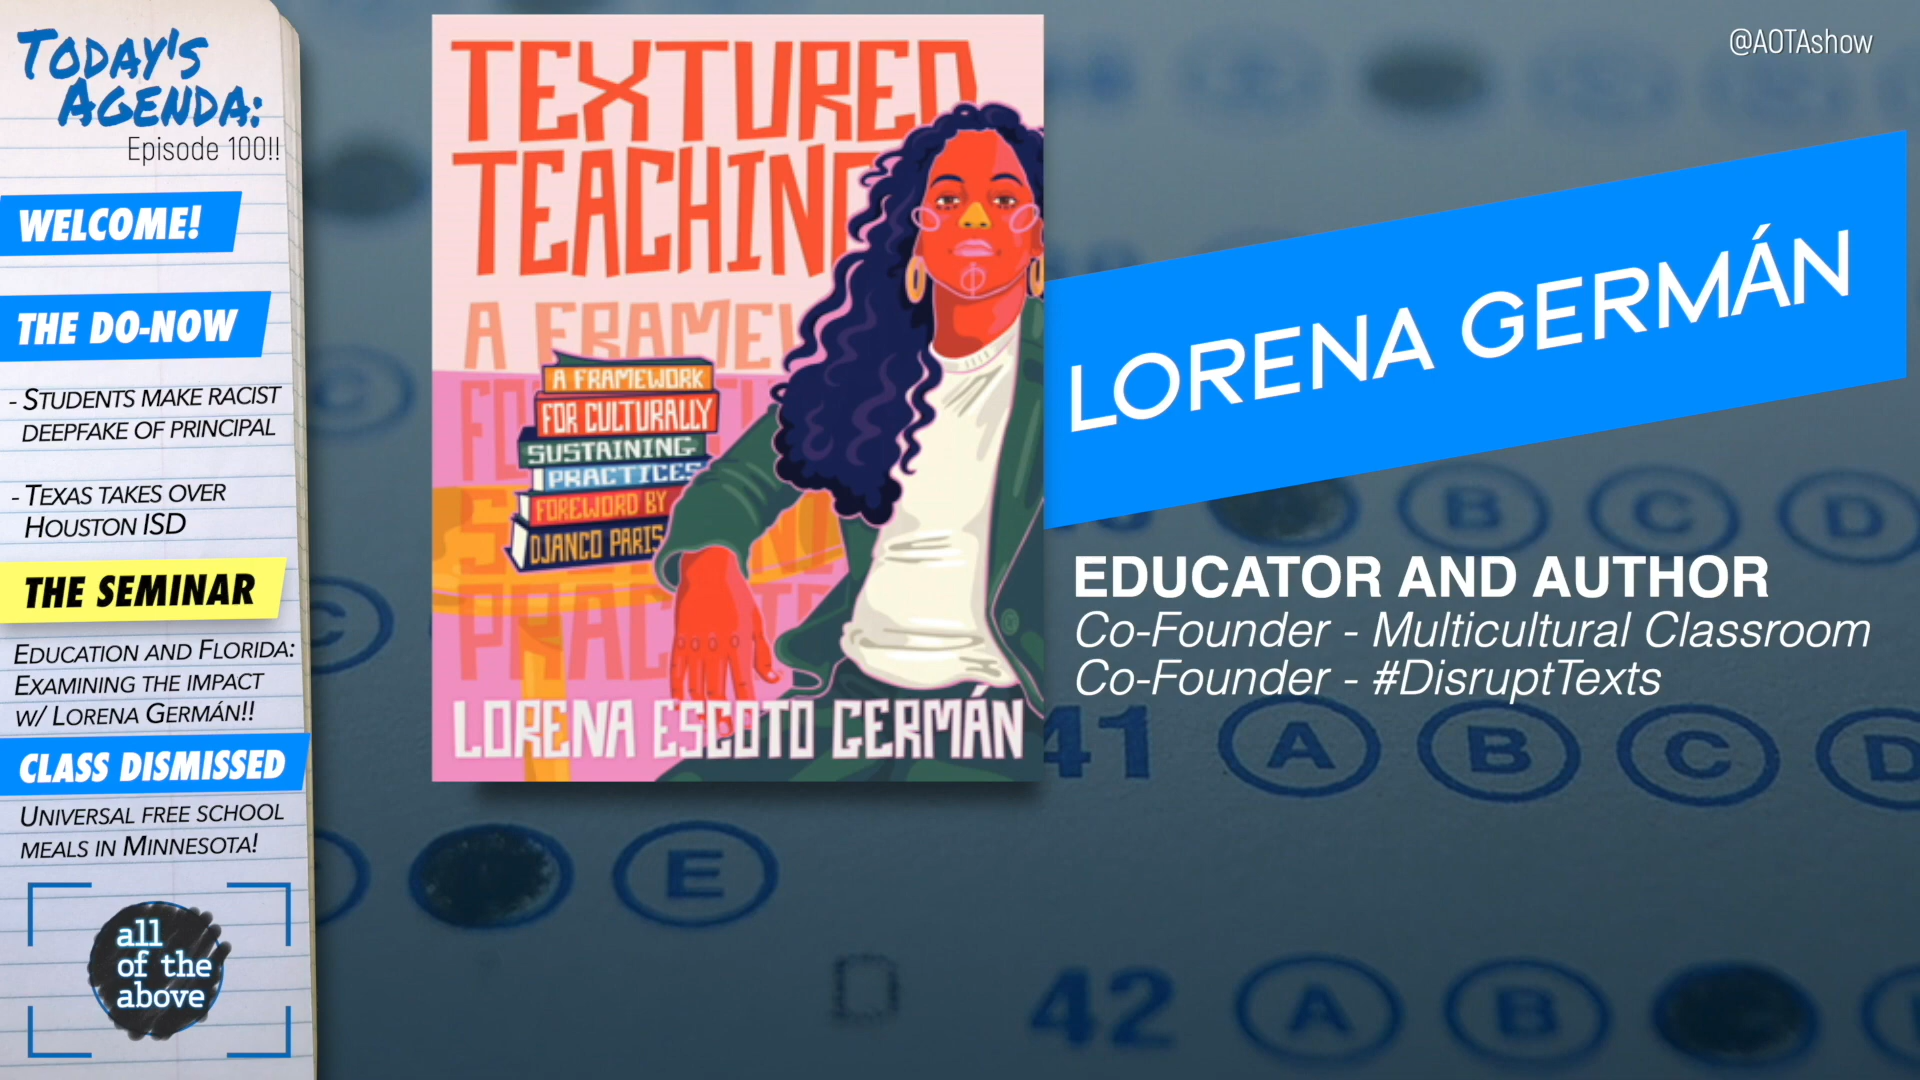 TODAY'S
AGENDA:
Episode 100!!
WELCOME!
THE DO-NOW
- STUDENTS MAKE RACIST
DEEPFAKE OF PRINCIPAL
- TEXAS TAKES OVER
HOUSTON ISD
THE SEMINAR
EDUCATION AND FLORIDA:
EXAMINING THE IMPACT
W/ LORENA GERMÁN!!
CLASS DISMISSED
UNIVERSAL FREE SCHOOL
MEALS IN MINNESOTA!
all
of the
above
TEXTURED
TEACHING
A FRAMEWORK
FOR CULTURALLY
SUSTAINING
PRACTICES
FOREWORD BY
DJANGO PARIS
LORENA ESCOTO GERMÁN
@AOTAshow
LORENA GERMÁN
EDUCATOR AND AUTHOR
Co-Founder - Multicultural Classroom
Co-Founder - #DisruptTexts
B C D
41 A B C D
E
42 A B